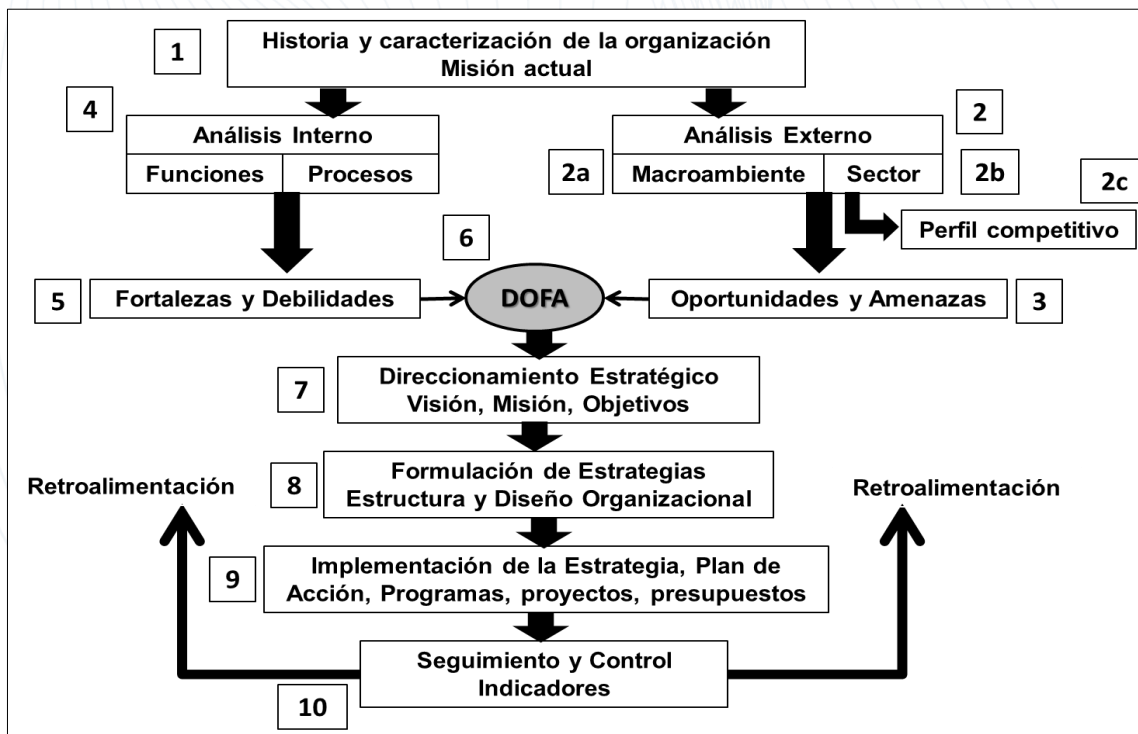 1
Historia y caracterización de la organización
Misión actual
4
Análisis Interno
Funciones
Procesos
2
Análisis Externo
2a
Macroambiente
Sector
2b
2c
Perfil competitivo
6
5
Fortalezas y Debilidades
DOFA
Oportunidades y Amenazas
3
7
Direccionamiento Estratégico
Visión, Misión, Objetivos
Retroalimentación
8
Formulación de Estrategias
Estructura y Diseño Organizacional
Retroalimentación
9
Implementación de la Estrategia, Plan de
Acción, Programas, proyectos, presupuestos
Seguimiento y Control
Indicadores
10